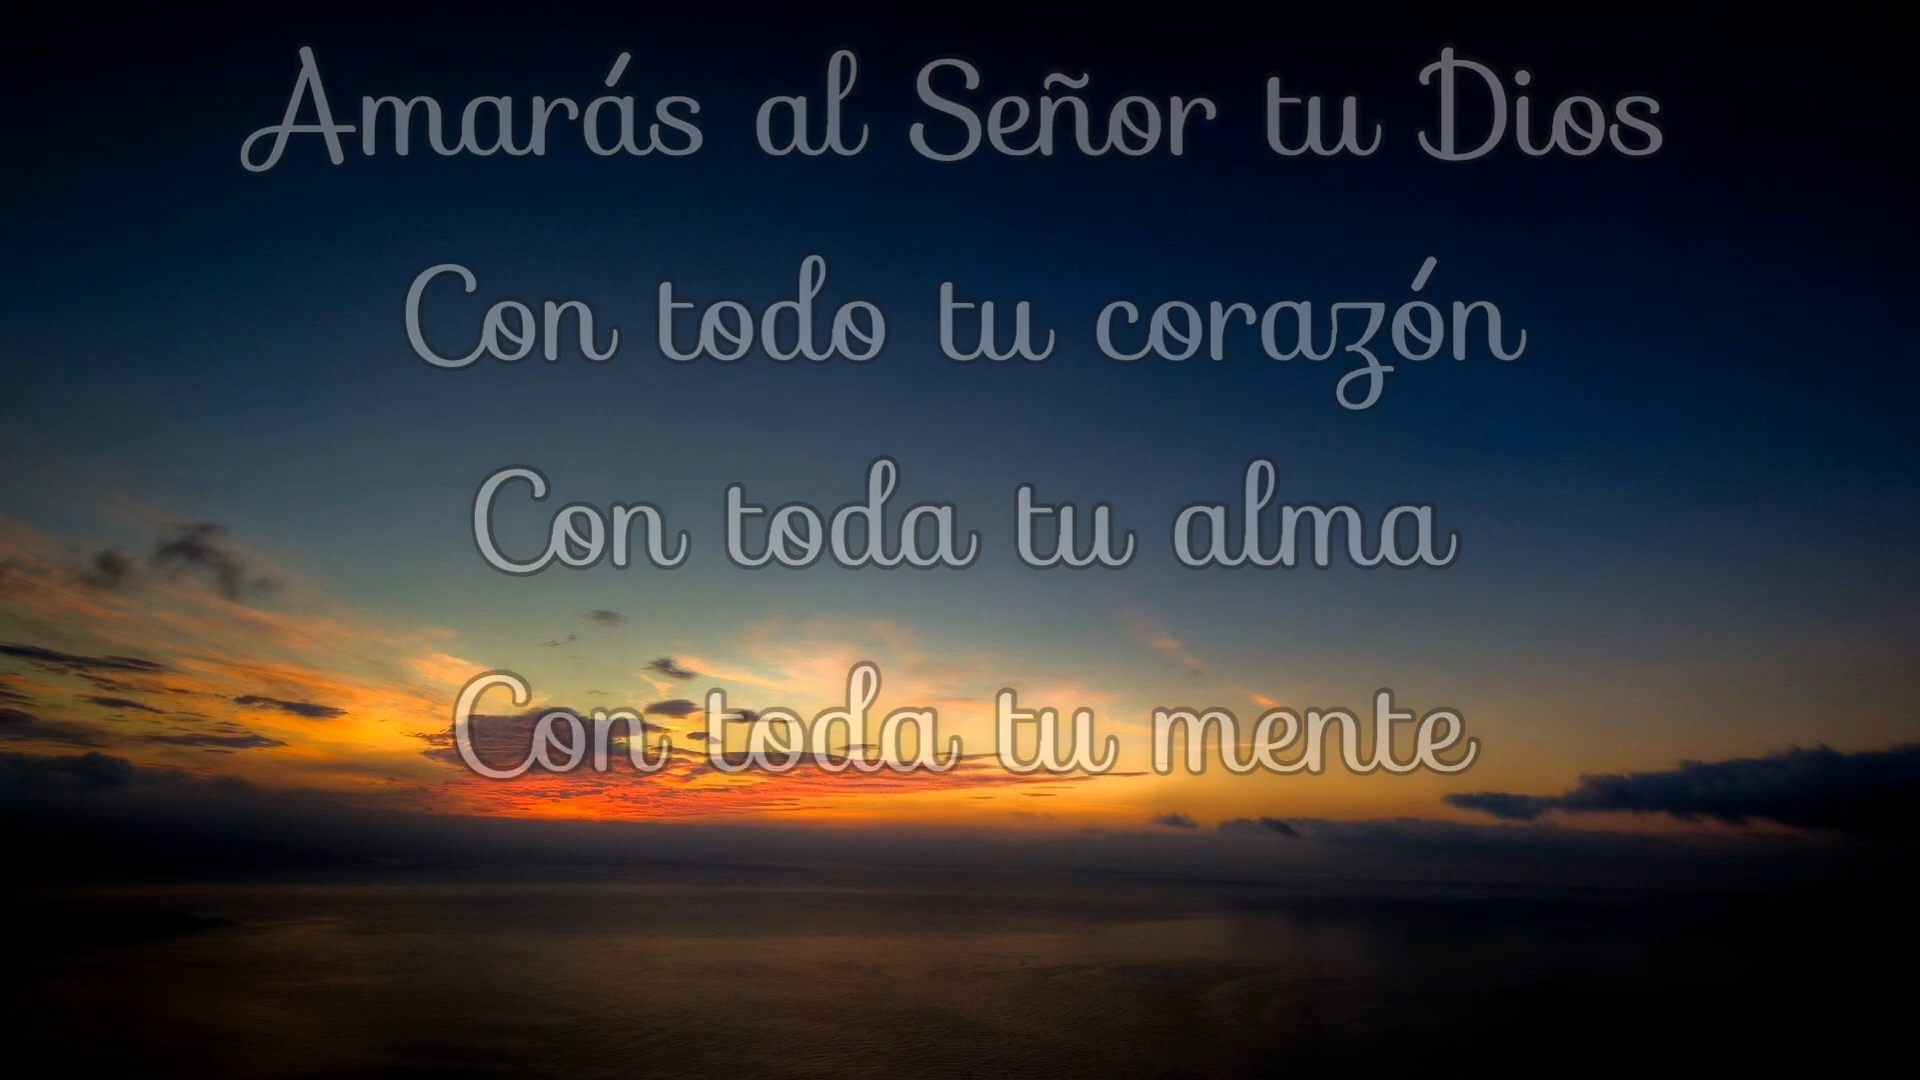 Amarás al Señor tu Dios
Con todo tu corazón
Con toda tu alma
Con toda tu mente